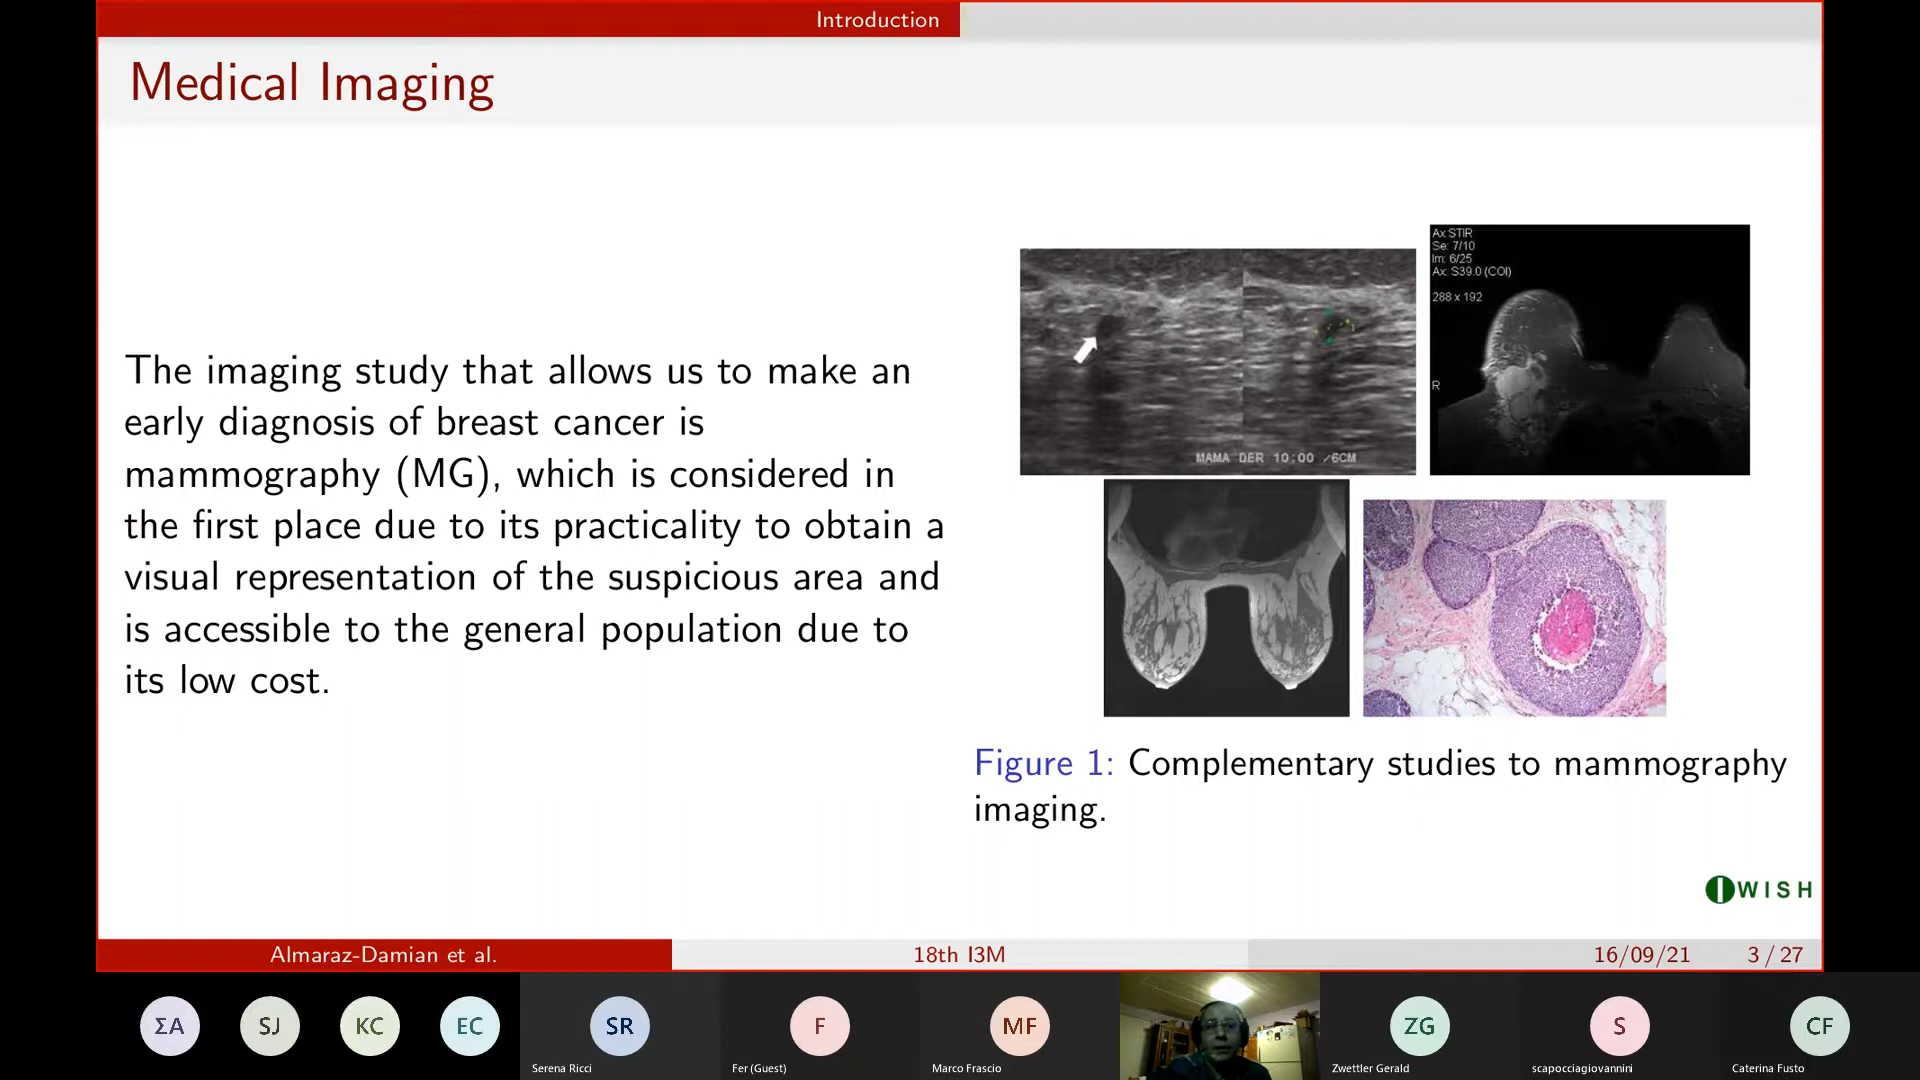 Introduction
Medical Imaging
The imaging study that allows us to make an
early diagnosis of breast cancer is
mammography (MG), which is considered in
the first place due to its practicality to obtain a
visual representation of the suspicious area and
is accessible to the general population due to
its low cost.
MAMA DER 10:00 /6CM
Ax STIR
Se: 7/10
Im: 6/25
Ax: S39.0 (COI)
288 x 192
R
Figure 1: Complementary studies to mammography
imaging.
WISH
Almaraz-Damian et al.
18th I3M
16/09/21
3 / 27
ΣΑ
SJ
KC
EC
SR
Serena Ricci
F
Fer (Guest)
MF
Marco Frascio
ZG
Zwettler Gerald
S
scapocciagiovannini
CF
Caterina Fusto